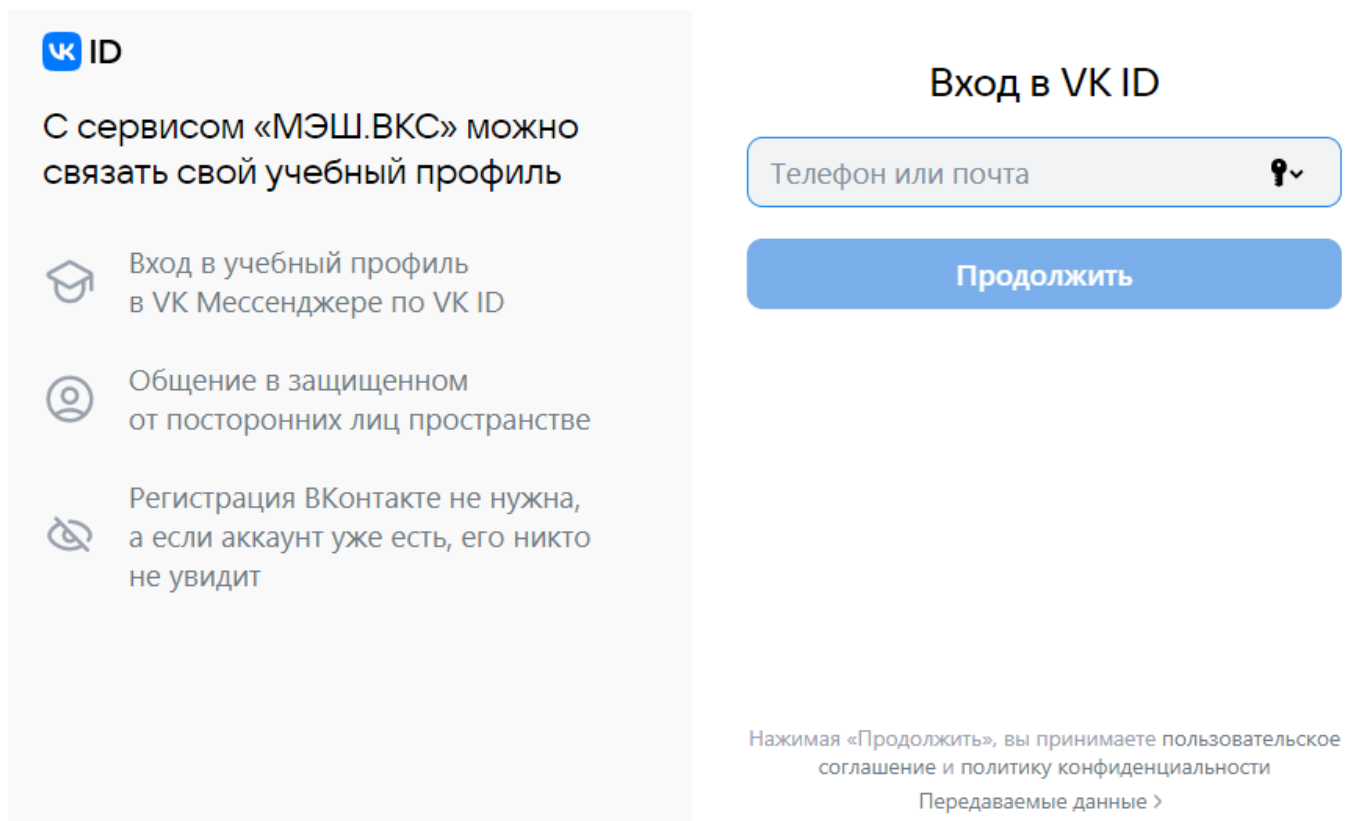 VK ID
С сервисом «МЭШ.ВКС» можно
связать свой учебный профиль
Вход в учебный профиль
в VK Мессенджере по VK ID
Общение в защищенном
от посторонних лиц пространстве
Регистрация ВКонтакте не нужна,
а если аккаунт уже есть, его никто
не увидит
Вход в VK ID
Телефон или почта
Продолжить
Нажимая «Продолжить», вы принимаете пользовательское
соглашение и политику конфиденциальности
Передаваемые данные